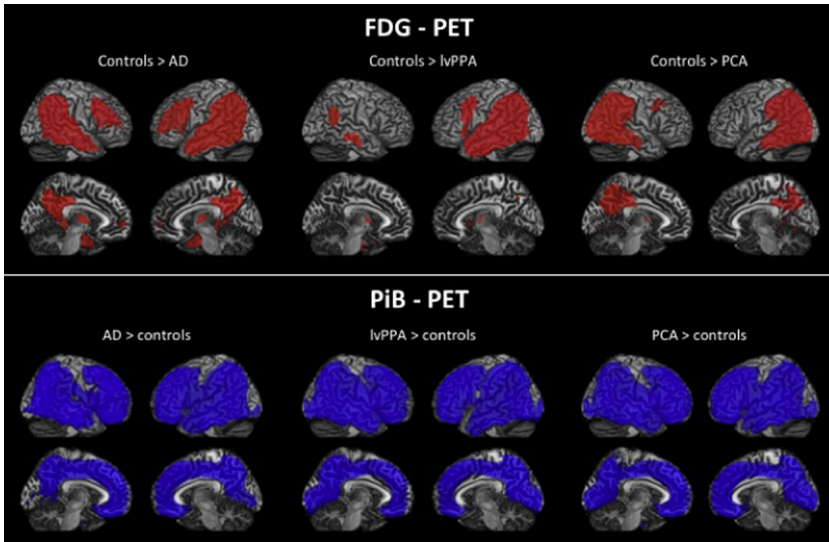 FDG - PET
Controls > AD
Controls > lvPPA
Controls > PCA
PiB - PET
AD > controls
lvPPA > controls
PCA > controls